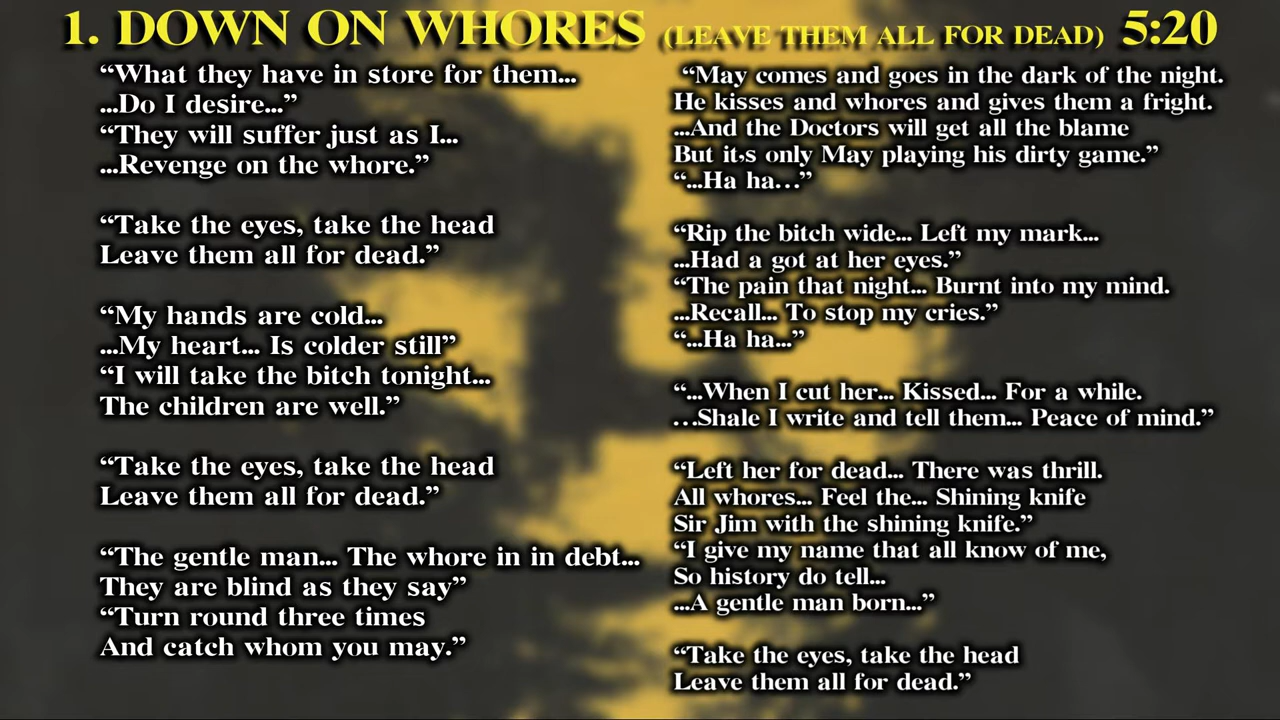 1. DOWN ON WHORES (LEAVE THEM ALL FOR DEAD) 5:20
“What they have in store for them...
...Do I desire...”
“They will suffer just as I...
...Revenge on the whore.”
“Take the eyes, take the head
Leave them all for dead.”
“My hands are cold...
...My heart... Is colder still”
“I will take the bitch tonight...
The children are well.”
“Take the eyes, take the head
Leave them all for dead.”
“The gentle man... The whore in in debt...
They are blind as they say”
“Turn round three times
And catch whom you may.”
“May comes and goes in the dark of the night.
He kisses and whores and gives them a fright.
...And the Doctors will get all the blame
But it,s only May playing his dirty game.”
“...Ha ha…”
“Rip the bitch wide... Left my mark...
...Had a got at her eyes.”
“The pain that night... Burnt into my mind.
...Recall... To stop my cries.”
“...Ha ha...”
“...When I cut her... Kissed... For a while.
…Shale I write and tell them... Peace of mind.”
“Left her for dead... There was thrill.
All whores... Feel the... Shining knife
Sir Jim with the shining knife.”
“I give my name that all know of me,
So history do tell...
...A gentle man born...”
“Take the eyes, take the head
Leave them all for dead.”